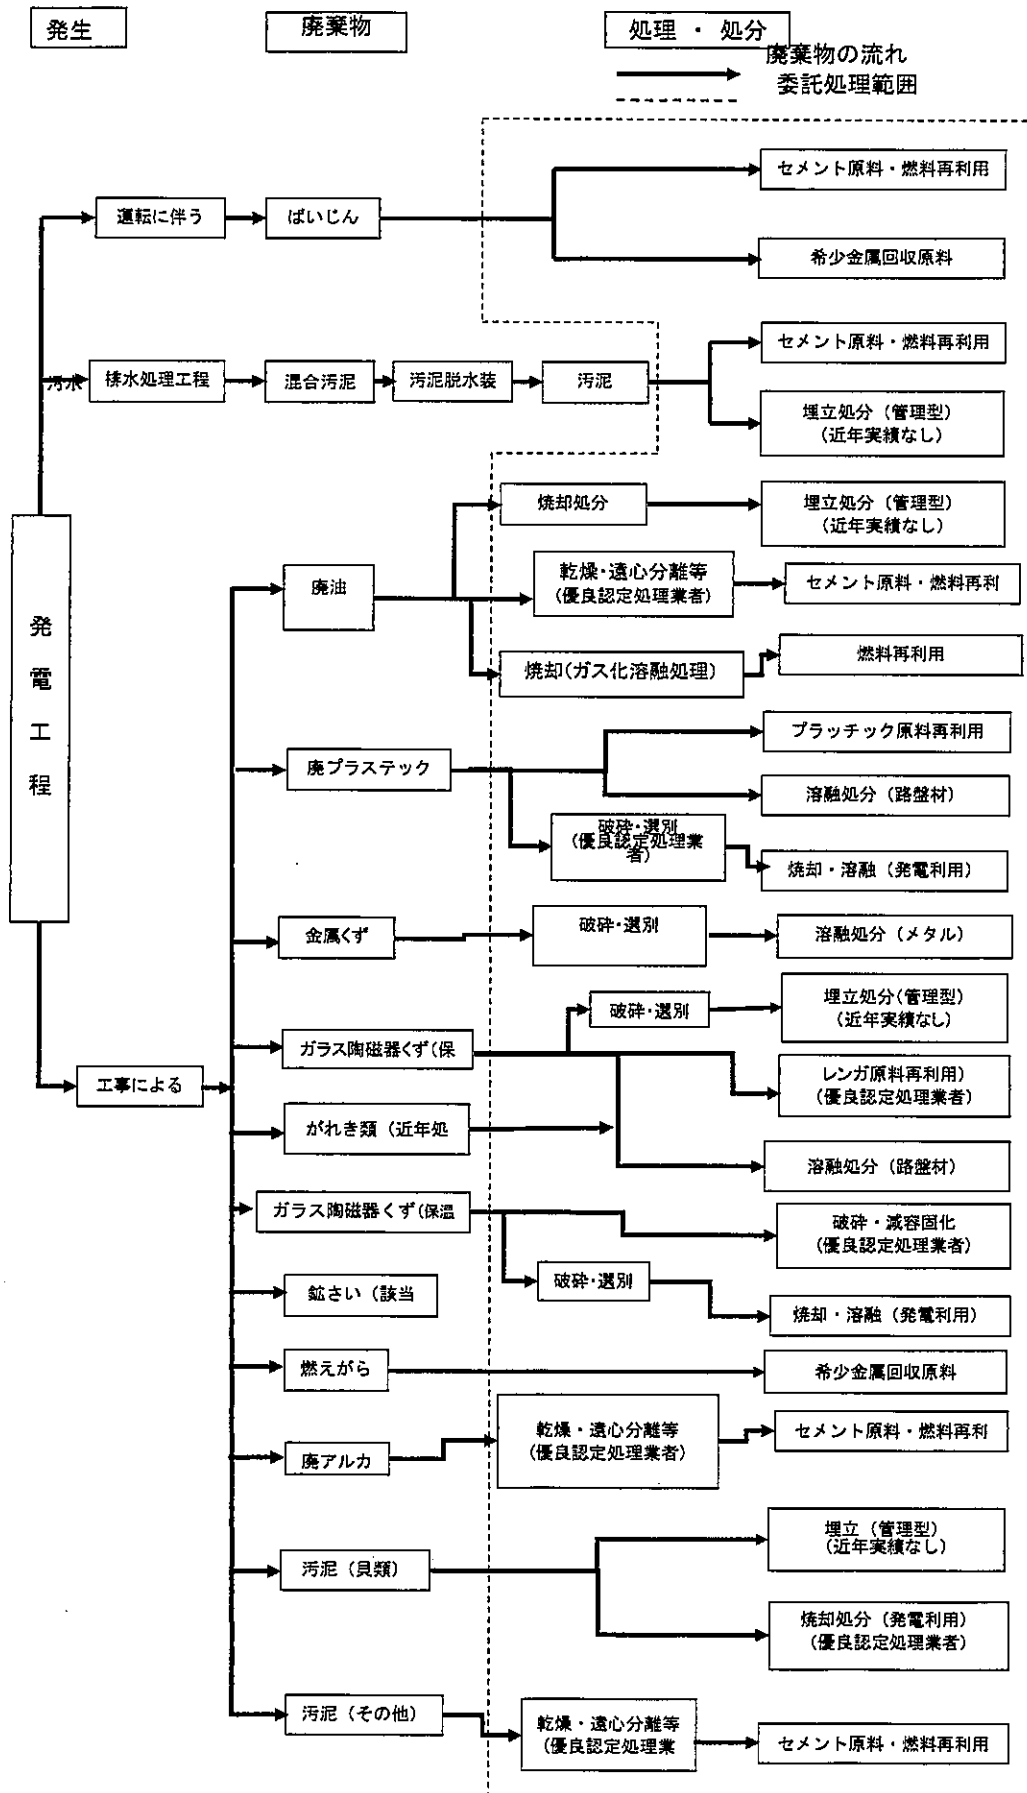 発生
廃棄物
処理 ・ 処分
廃棄物の流れ
委託処理範囲
セメント原料・燃料再利用
運転に伴う
ばいじん
希少金属回収原料
セメント原料・燃料再利用
汚水
排水処理工程
混合汚泥
汚泥脱水装
汚泥
埋立処分（管理型）
（近年実績なし）
焼却処分
埋立処分（管理型）
（近年実績なし）
発電工程
廃油
乾燥・遠心分離等
(優良認定処理業者)
セメント原料・燃料再利
焼却(ガス化溶融処理)
燃料再利用
廃プラステック
プラッチック原料再利用
溶融処分（路盤材）
破砕・選別
(優良認定処理業
者)
焼却・溶融（発電利用）
金属くず
破砕・選別
溶融処分（メタル）
ガラス陶磁器くず(保
破砕・選別
埋立処分(管理型)
(近年実績なし)
工事による
レンガ原料再利用)
(優良認定処理業者)
がれき類（近年処
溶融処分（路盤材）
ガラス陶磁器くず(保温
破砕・減容固化
(優良認定処理業者)
破砕・選別
鉱さい（該当
焼却・溶融（発電利用）
燃えがら
希少金属回収原料
廃アルカ
乾燥・遠心分離等
(優良認定処理業者)
セメント原料・燃料再利
汚泥（貝類）
埋立（管理型）
(近年実績なし)
焼却処分（発電利用）
(優良認定処理業者)
汚泥（その他）
乾燥・遠心分離等
(優良認定処理業
セメント原料・燃料再利用